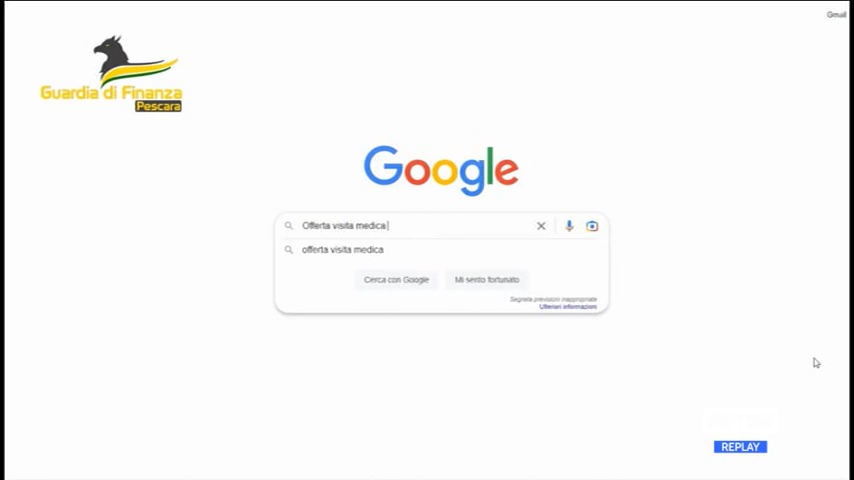 Gmail
Guardia di Finanza
Pescara
Google
Offerta visita medica
offerta visita medica
Cerca con Google
Mi sento fortunato
Segnala previsioni inappropriate
Ulteriori informazioni
REPLAY